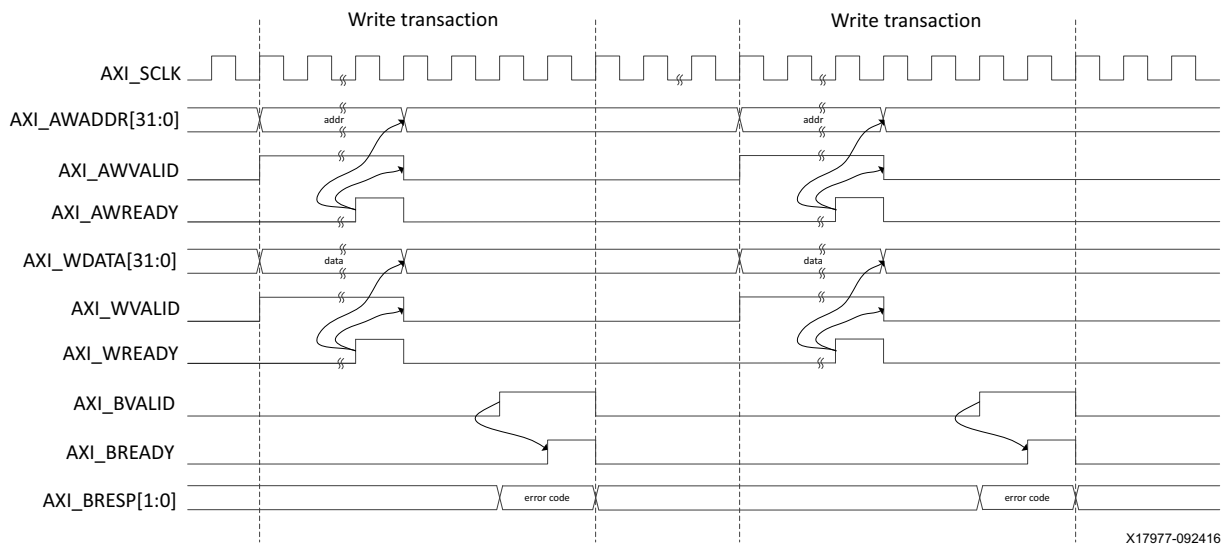 Write transaction
Write transaction
AXI_SCLK
AXI_AWADDR[31:0]
addr
addr
AXI_AWVALID
AXI_AWREADY
AXI_WDATA[31:0]
data
data
AXI_WVALID
AXI_WREADY
AXI_BVALID
AXI_BREADY
AXI_BRESP[1:0]
error code
error code
X17977-092416